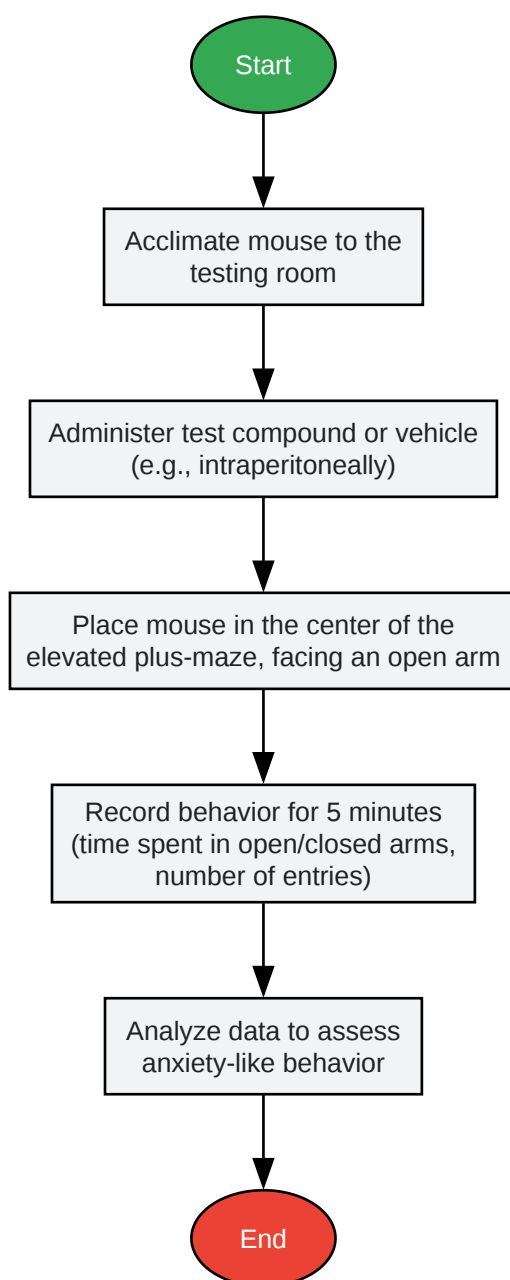 Start
Acclimate mouse to the
testing room
Administer test compound or vehicle
(e.g., intraperitoneally)
Place mouse in the center of the
elevated plus-maze, facing an open arm
Record behavior for 5 minutes
(time spent in open/closed arms,
number of entries)
Analyze data to assess
anxiety-like behavior
End